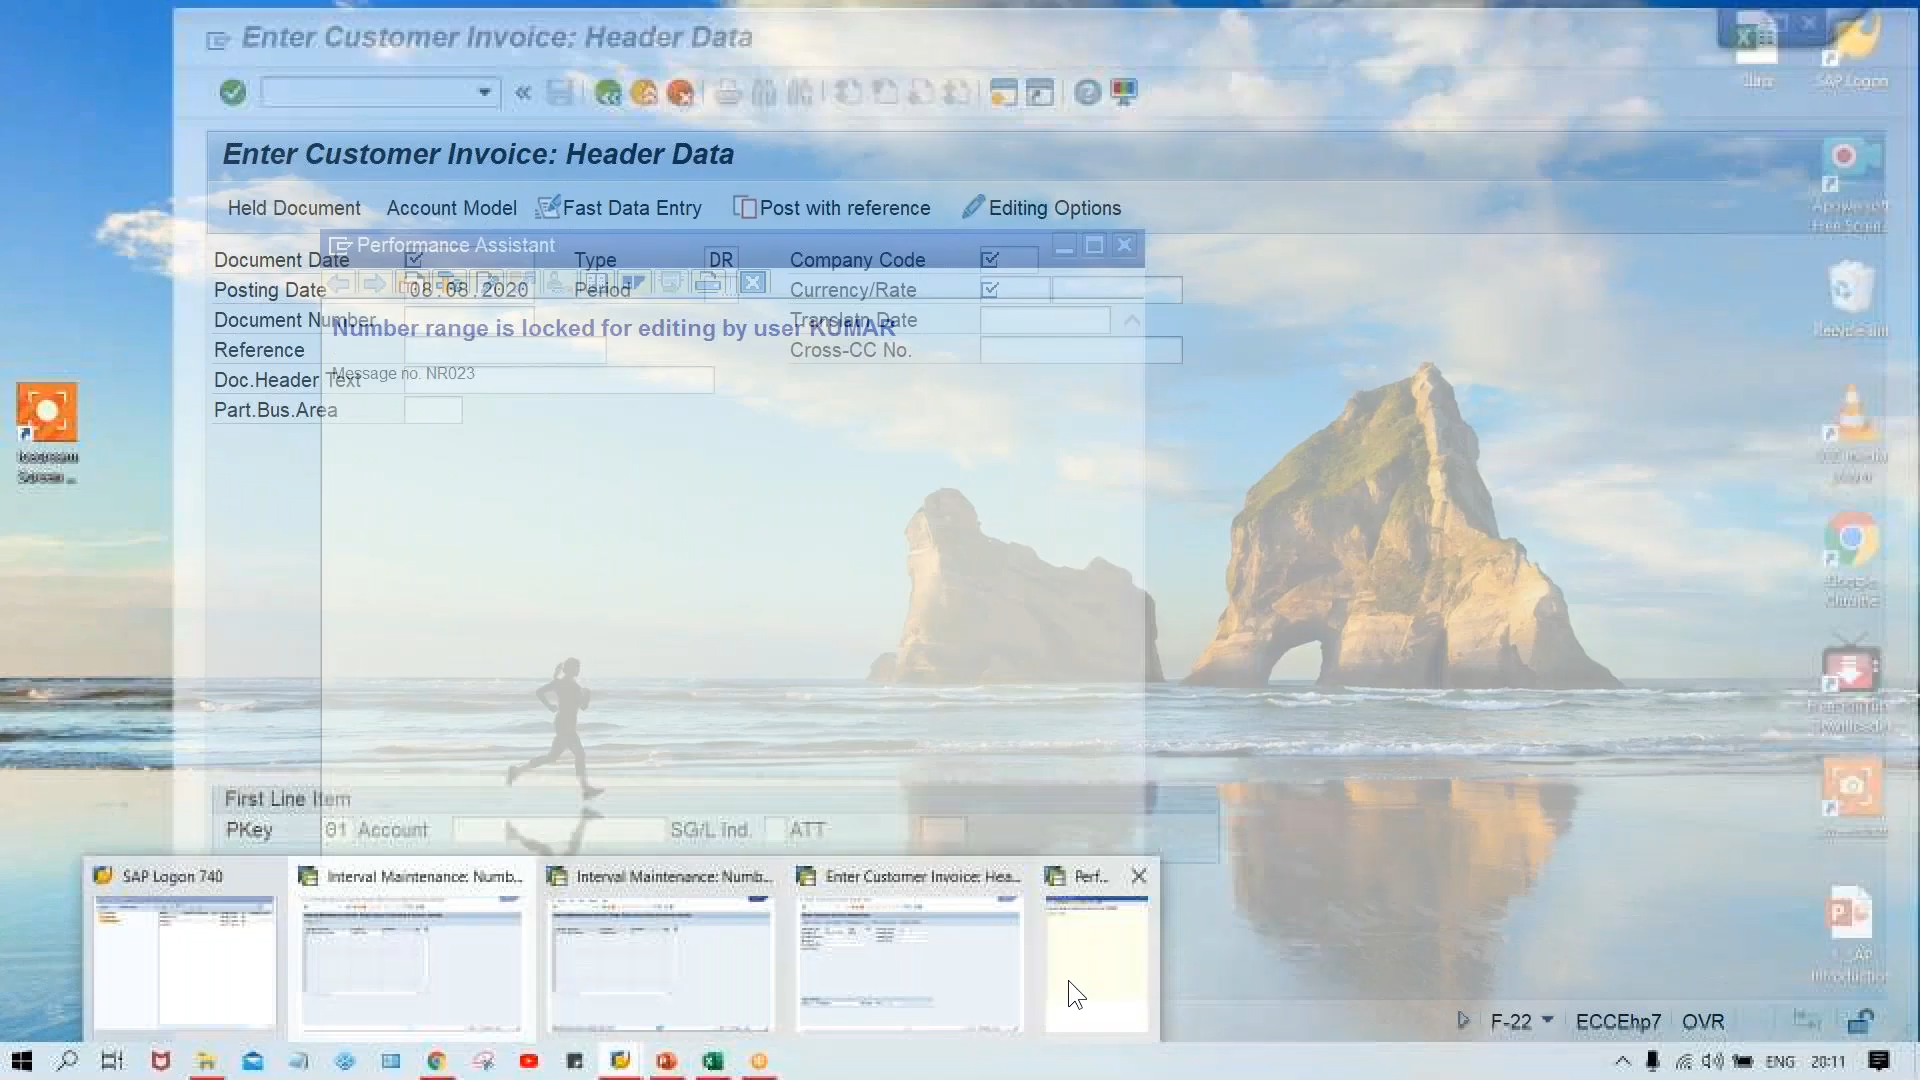 Enter Customer Invoice: Header Data
SAP Logon
Enter Customer Invoice: Header Data
Held Document Account Model Fast Data Entry Post with reference Editing Options
Performance Assistant
Document Date Type DR Company Code
Posting Date 08.08.2020 Period Currency/Rate
Document Number Translatn Date
Number range is locked for editing by user KUMAR
Reference Cross-CC No.
Doc.Header Text
Message no. NR023
Part.Bus.Area
First Line Item
PKey 01 Account SG/L Ind. ATT
SAP Logon 740
Interval Maintenance: Numb...
Interval Maintenance: Numb...
Enter Customer Invoice: Hea...
Perf...
F-22 ECCEhp7 OVR
ENG 20:11